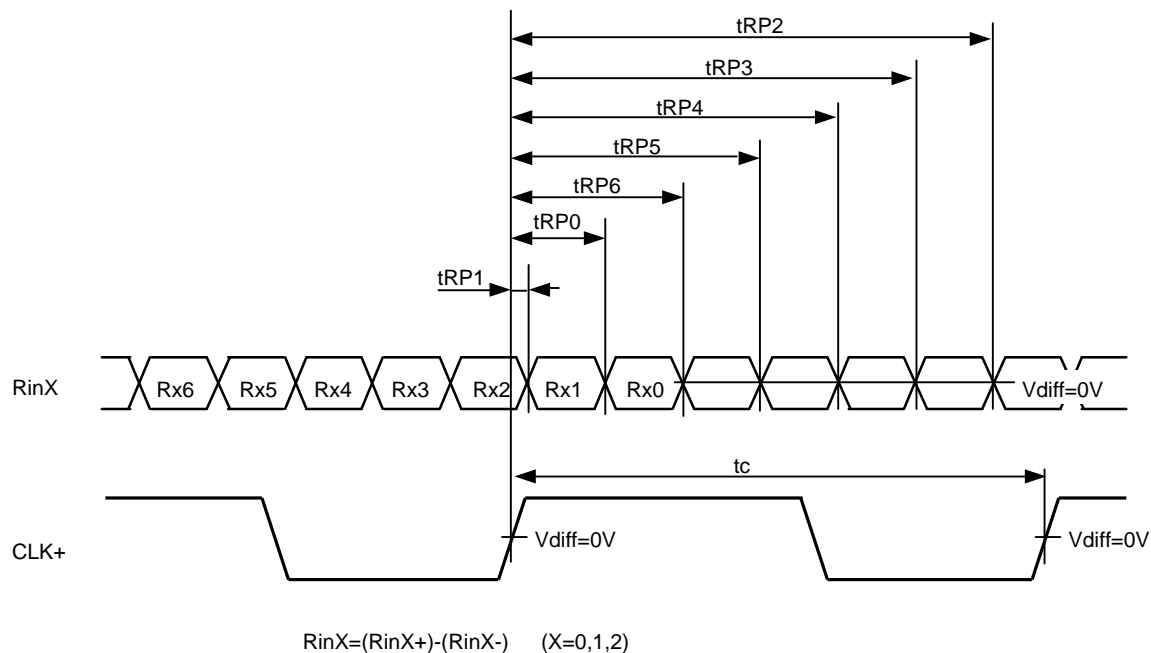 tRP2
tRP3
tRP4
tRP5
tRP6
tRP0
tRP1
RinX Rx6 Rx5 Rx4 Rx3 Rx2 Rx1 Rx0 Vdiff=0V
tc
CLK+ Vdiff=0V Vdiff=0V
RinX=(RinX+)-(RinX-) (X=0,1,2)